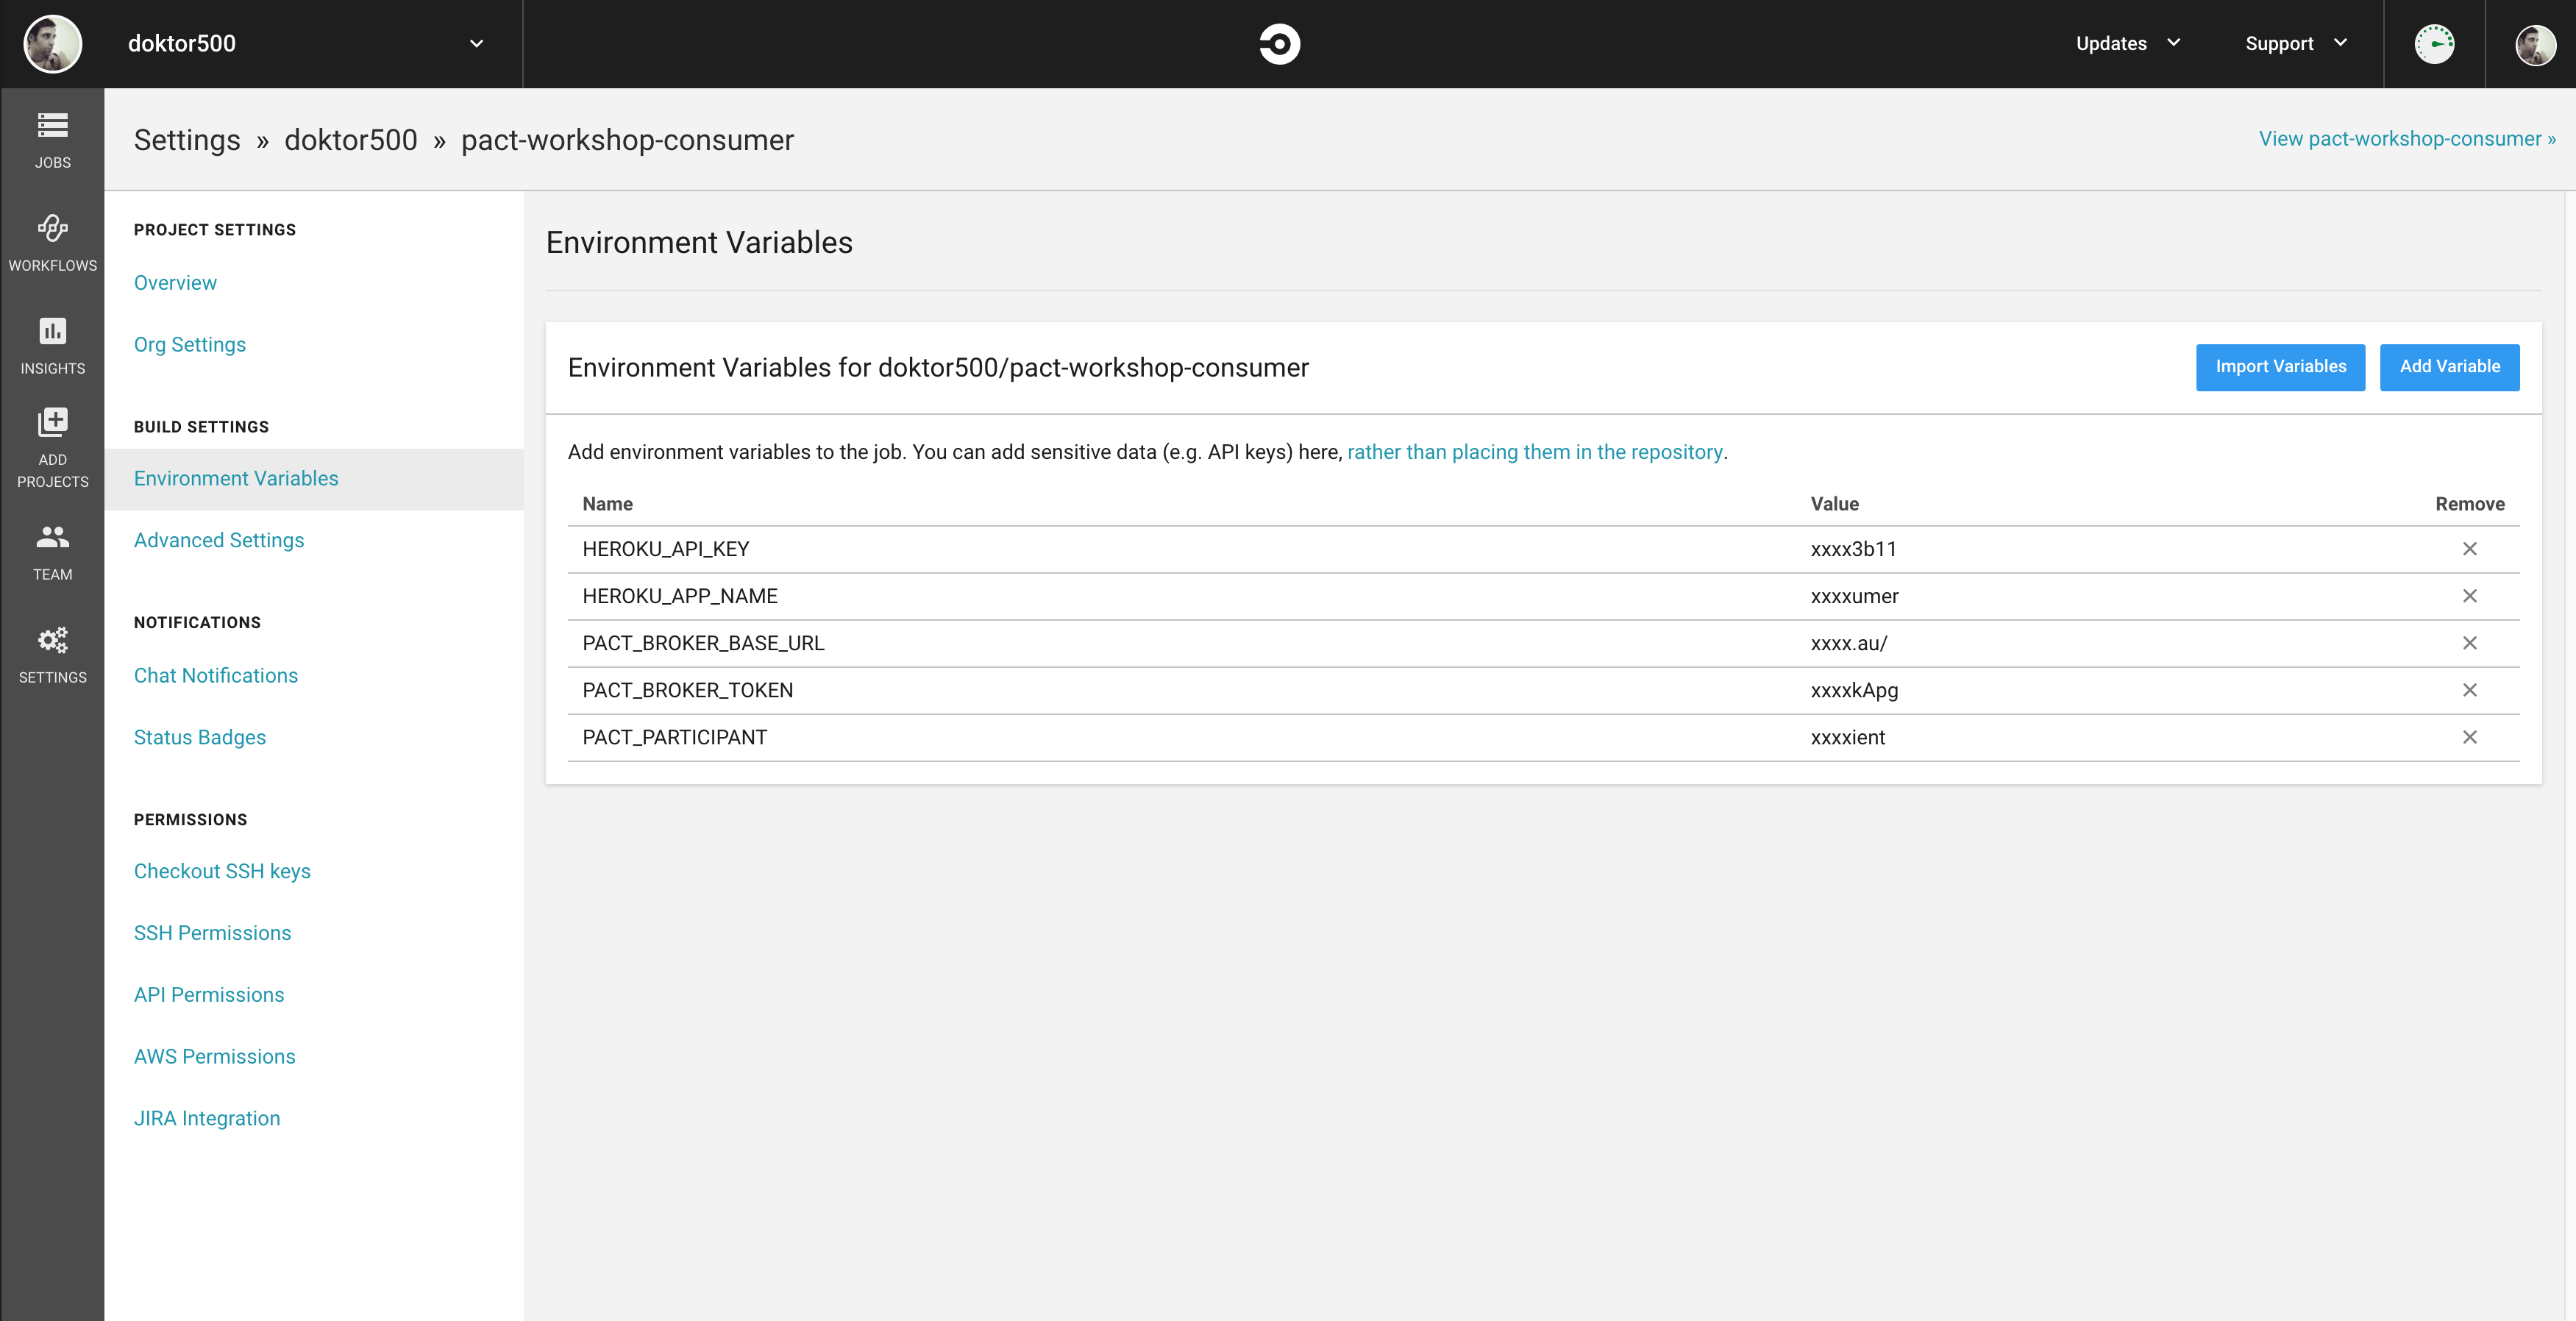 doktor500
Updates
Support
JOBS
WORKFLOWS
INSIGHTS
ADD
PROJECTS
TEAM
SETTINGS
Settings » doktor500 » pact-workshop-consumer
View pact-workshop-consumer »
PROJECT SETTINGS
Overview
Org Settings
BUILD SETTINGS
Environment Variables
Advanced Settings
NOTIFICATIONS
Chat Notifications
Status Badges
PERMISSIONS
Checkout SSH keys
SSH Permissions
API Permissions
AWS Permissions
JIRA Integration
Environment Variables
Environment Variables for doktor500/pact-workshop-consumer
Import Variables
Add Variable
Add environment variables to the job. You can add sensitive data (e.g. API keys) here, rather than placing them in the repository.
Name Value Remove
HEROKU_API_KEY xxxx3b11
HEROKU_APP_NAME xxxxumer
PACT_BROKER_BASE_URL xxxx.au/
PACT_BROKER_TOKEN xxxxkApg
PACT_PARTICIPANT xxxxient